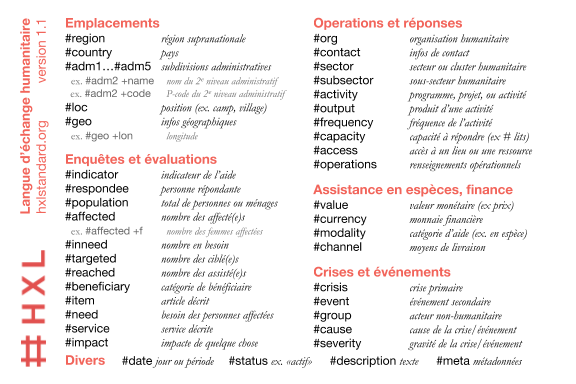 #HXL
Langue d'échange humanitaire
version 1.1
hxlstandard.org
Emplacements
#region région supranationale
#country pays
#adm1…#adm5 subdivisions administratives
ex. #adm2 +name nom du 2e niveau administratif
ex. #adm2 +code P-code du 2e niveau administratif
#loc position (ex. camp, village)
#geo infos géographiques
ex. #geo +lon longitude
Enquêtes et évaluations
#indicator indicateur de l'aide
#respondee personne répondante
#population total de personnes ou ménages
#affected nombre des affecté(e)s
ex. #affected +f nombre des femmes affectées
#inneed nombre en besoin
#targeted nombre des ciblé(e)s
#reached nombre des assisté(e)s
#beneficiary catégorie de bénéficiaire
#item article décrit
#need besoin des personnes affectées
#service service décrite
#impact impacte de quelque chose
Operations et réponses
#org organisation humanitaire
#contact infos de contact
#sector secteur ou cluster humanitaire
#subsector sous-secteur humanitaire
#activity programme, projet, ou activité
#output produit d'une activité
#frequency fréquence de l'activité
#capacity capacité à répondre (ex # lits)
#access accès à un lieu ou une ressource
#operations renseignements opérationnels
Assistance en espèces, finance
#value valeur monétaire (ex prix)
#currency monnaie financière
#modality catégorie d'aide (ex. en espèce)
#channel moyens de livraison
Crises et événements
#crisis crise primaire
#event événement secondaire
#group acteur non-humanitaire
#cause cause de la crise/événement
#severity gravité de la crise/événement
Divers #date jour ou période #status ex. «actif» #description texte #meta métadonnées